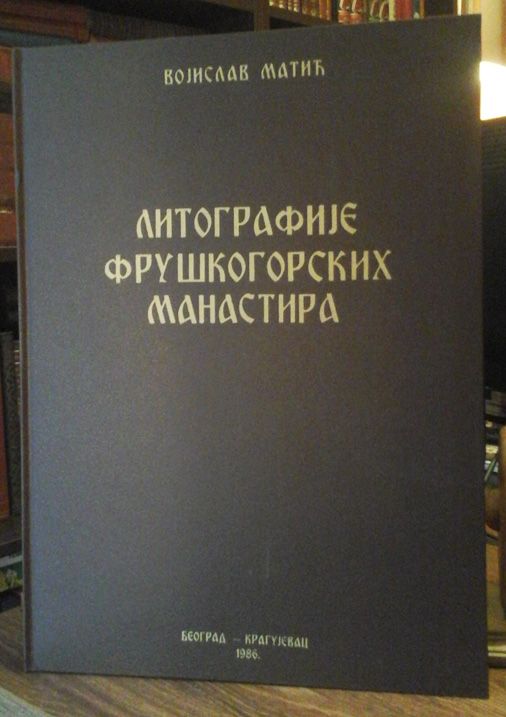 ВОЈИСЛАВ МАТИЋ
ЛИТОГРАФИЈЕ
ФРУШКОГОРСКИХ
МАНАСТИРА
БЕОГРАД – КРАГУЈЕВАЦ
1986.